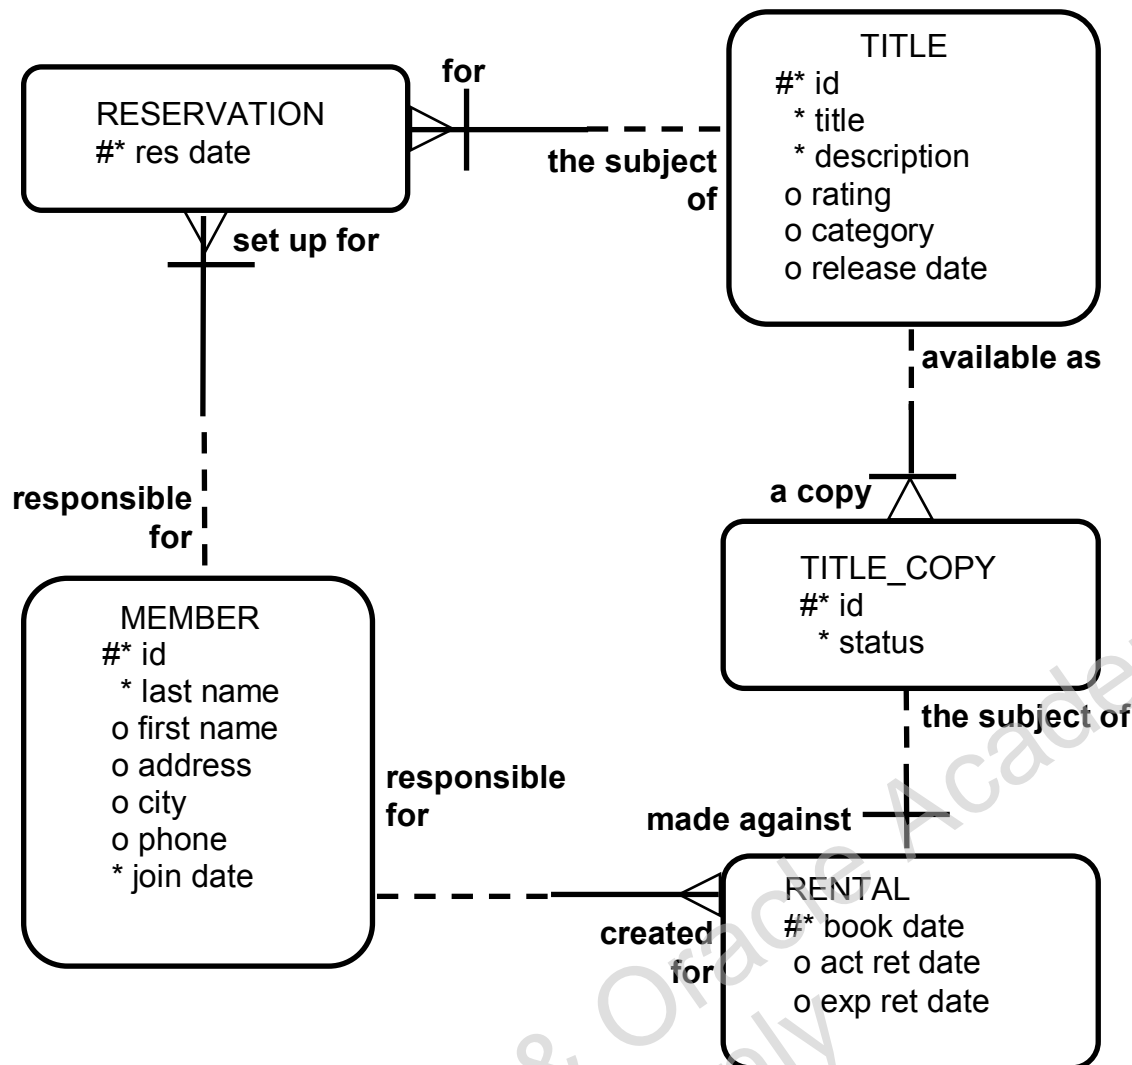 RESERVATION
#* res date
for
the subject
of
TITLE
#* id
* title
* description
o rating
o category
o release date
set up for
responsible
for
available as
a copy
TITLE_COPY
#* id
* status
MEMBER
#* id
* last name
o first name
o address
o city
o phone
* join date
responsible
for
the subject of
made against
created
for
RENTAL
#* book date
o act ret date
o exp ret date
& Oracle